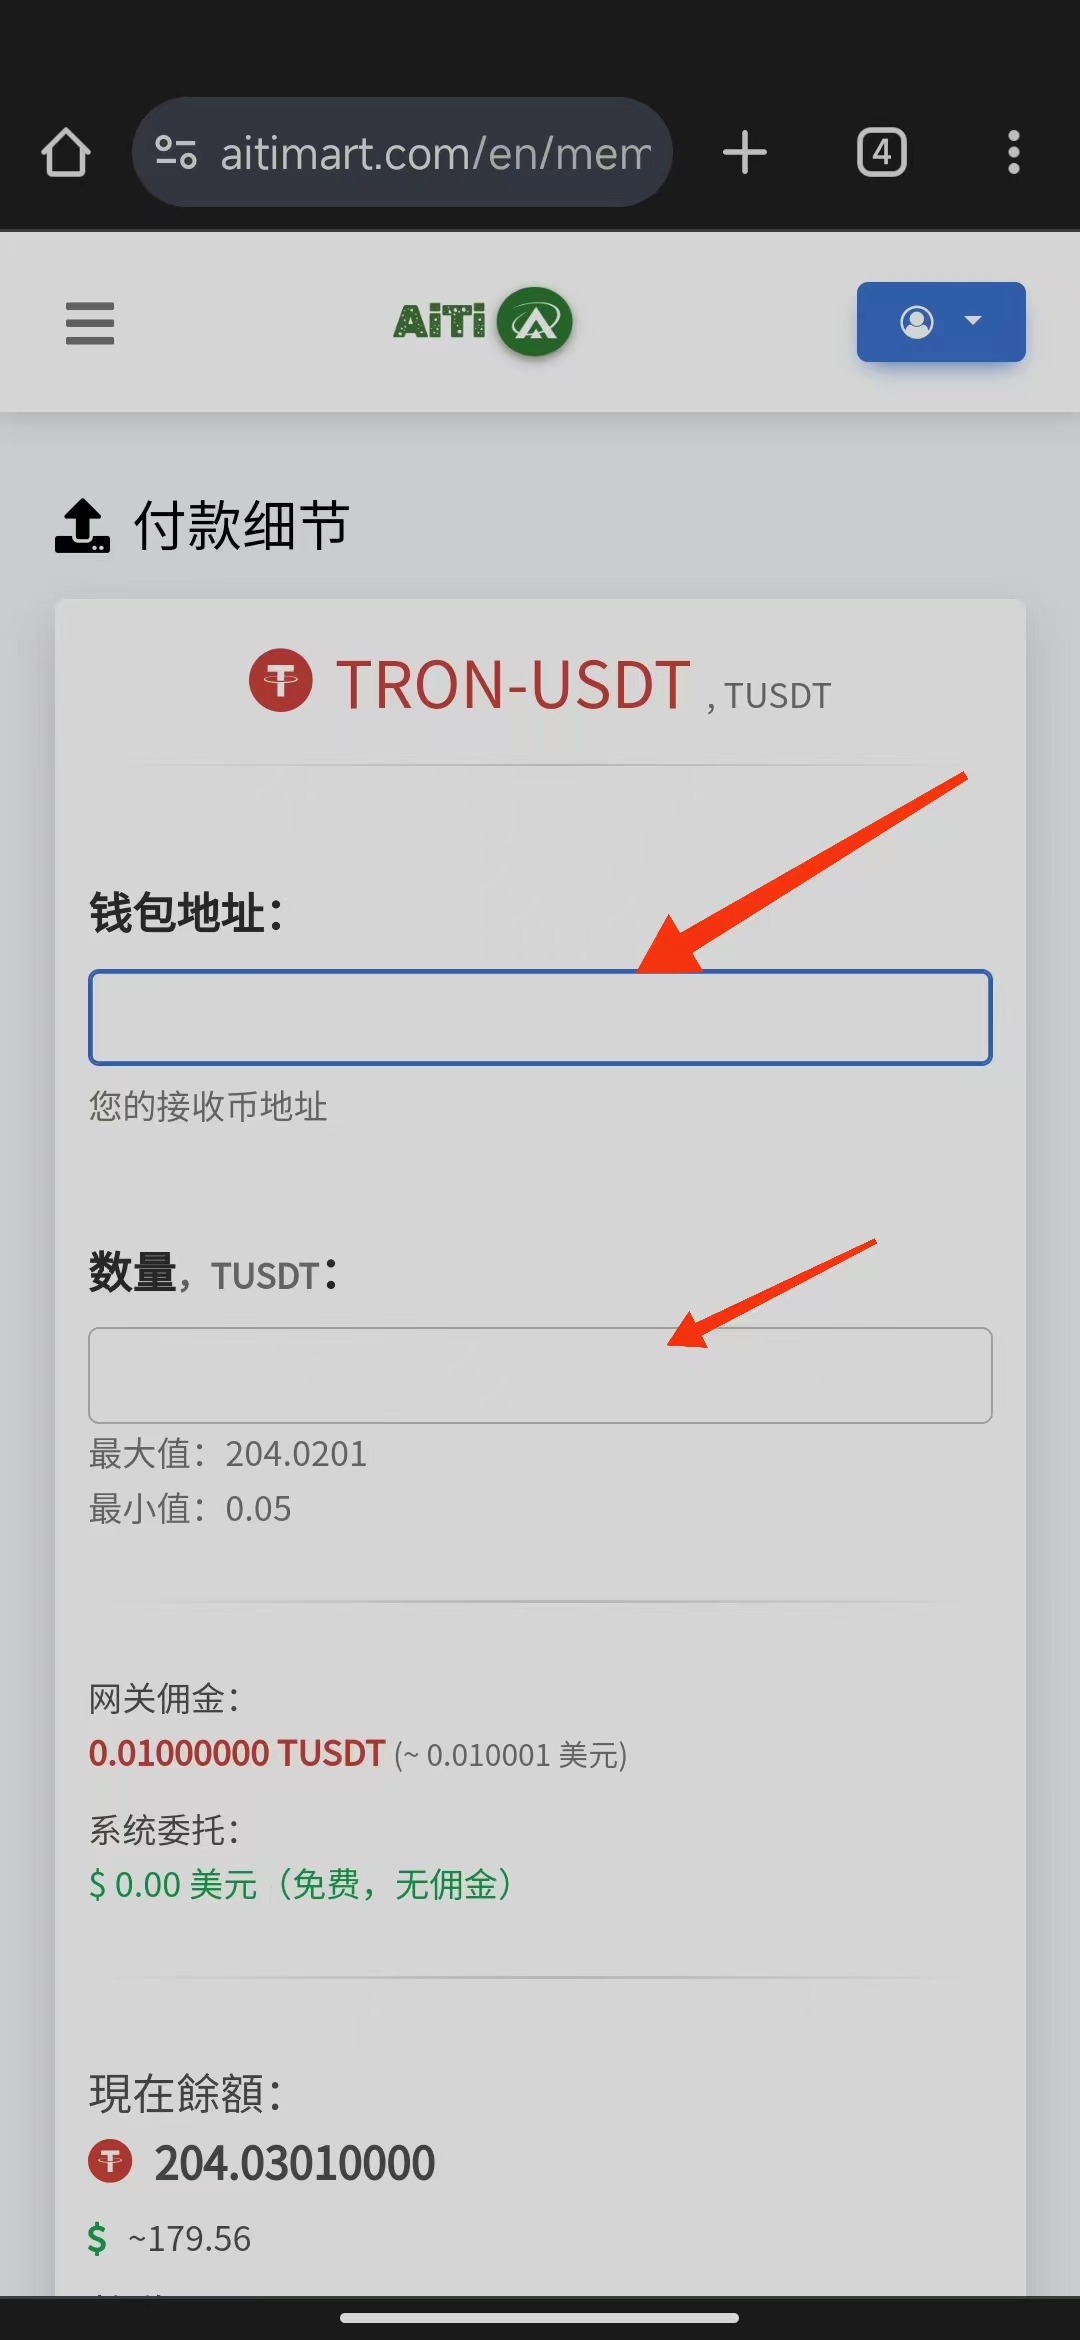 aitimart.com/en/mem
4
AiTi
付款细节
TRON-USDT , TUSDT
钱包地址：
您的接收币地址
数量，TUSDT：
最大值：204.0201
最小值：0.05
网关佣金：
0.01000000 TUSDT (~ 0.010001 美元)
系统委托：
$ 0.00 美元（免费，无佣金）
現在餘額：
204.03010000
$ ~179.56